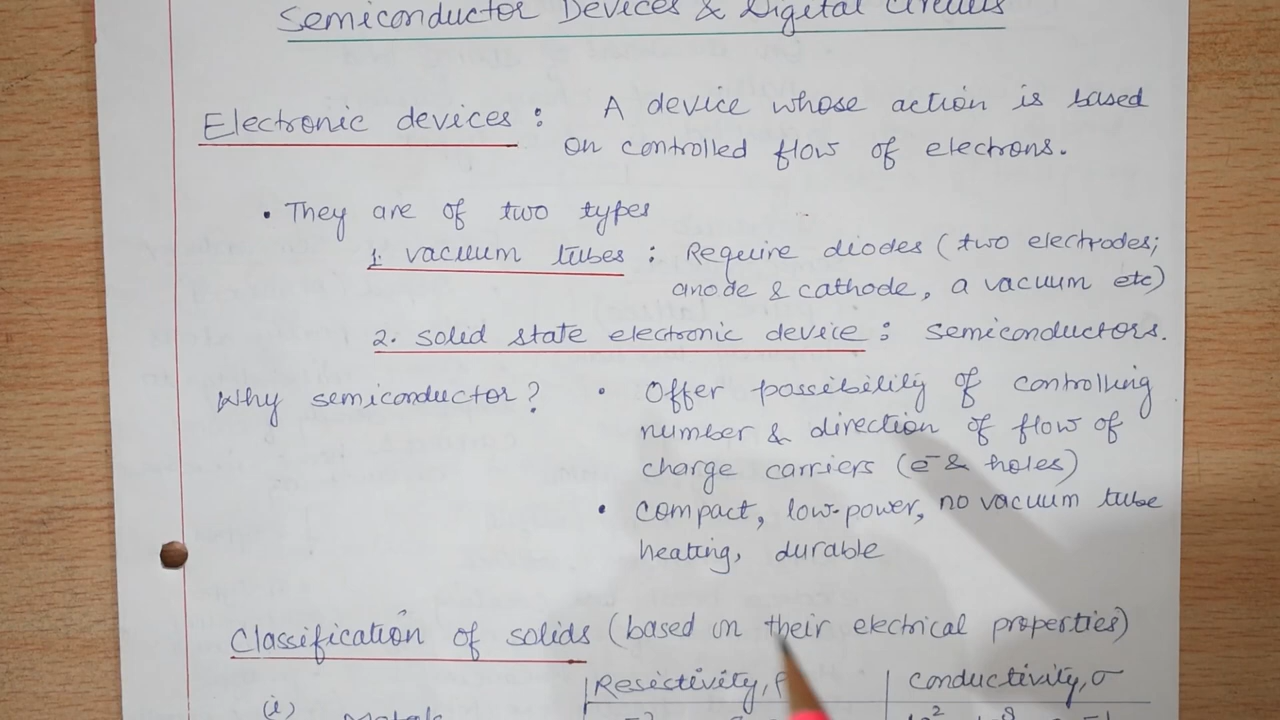 Semiconductor Devices & Digital Circuits
Electronic devices : A device whose action is based
on controlled flow of electrons.
• They are of two types
1. vacuum tubes : Require diodes (two electrodes;
anode & cathode, a vacuum etc)
2. solid state electronic device : semiconductors.
Why semiconductor? • Offer possibility of controlling
number & direction of flow of
charge carriers (e⁻ & holes)
• compact, low-power, no vacuum tube
heating, durable
Classification of solids (based on their electrical properties)
Resistivity, ρ conductivity, σ
(i) Metals